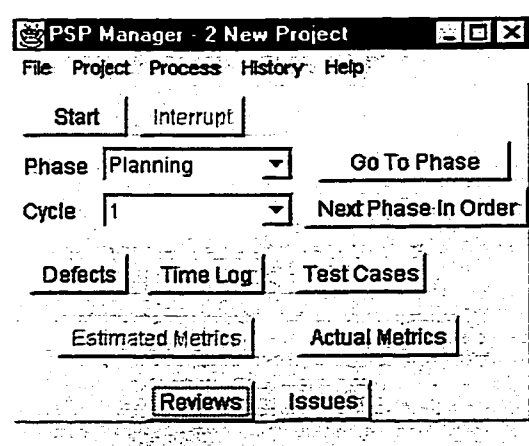 PSP Manager - 2 New Project
File Project Process History Help
Start Interrupt
Phase Planning Go To Phase
Cycle 1 Next Phase In Order
Defects Time Log Test Cases
Estimated Metrics Actual Metrics
Reviews Issues